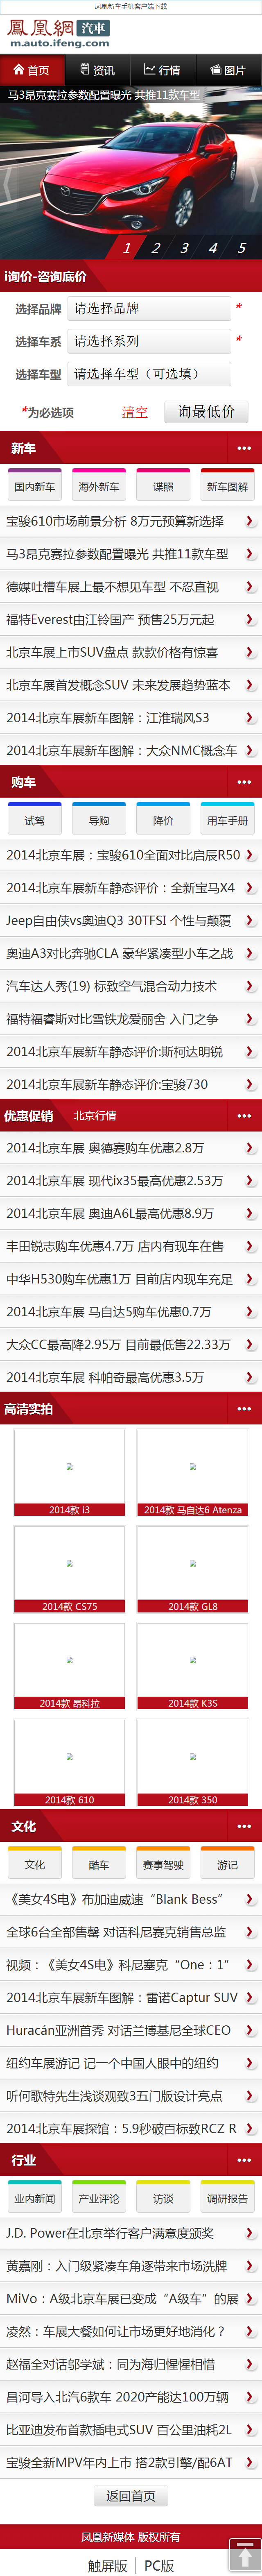 凤凰新车手机客户端下载
鳳凰網 汽車
m.auto.ifeng.com
首页 资讯 行情 图片
马3昂克赛拉参数配置曝光 共推11款车型
1 2 3 4 5
i询价-咨询底价
选择品牌 请选择品牌 *
选择车系 请选择系列 *
选择车型 请选择车型（可选填）
*为必选项 清空 询最低价
新车
国内新车 海外新车 谍照 新车图解
宝骏610市场前景分析 8万元预算新选择
马3昂克赛拉参数配置曝光 共推11款车型
德媒吐槽车展上最不想见车型 不忍直视
福特Everest由江铃国产 预售25万元起
北京车展上市SUV盘点 款款价格有惊喜
北京车展首发概念SUV 未来发展趋势蓝本
2014北京车展新车图解：江淮瑞风S3
2014北京车展新车图解：大众NMC概念车
购车
试驾 导购 降价 用车手册
2014北京车展：宝骏610全面对比启辰R50
2014北京车展新车静态评价：全新宝马X4
Jeep自由侠vs奥迪Q3 30TFSI 个性与颠覆
奥迪A3对比奔驰CLA 豪华紧凑型小车之战
汽车达人秀(19) 标致空气混合动力技术
福特福睿斯对比雪铁龙爱丽舍 入门之争
2014北京车展新车静态评价:斯柯达明锐
2014北京车展新车静态评价:宝骏730
优惠促销 北京行情
2014北京车展 奥德赛购车优惠2.8万
2014北京车展 现代ix35最高优惠2.53万
2014北京车展 奥迪A6L最高优惠8.9万
丰田锐志购车优惠4.7万 店内有现车在售
中华H530购车优惠1万 目前店内现车充足
2014北京车展 马自达5购车优惠0.7万
大众CC最高降2.95万 目前最低售22.33万
2014北京车展 科帕奇最高优惠3.5万
高清实拍
2014款 i3 2014款 马自达6 Atenza
2014款 CS75 2014款 GL8
2014款 昂科拉 2014款 K3S
2014款 610 2014款 350
文化
文化 酷车 赛事驾驶 游记
《美女4S电》布加迪威速“Blank Bess”
全球6台全部售罄 对话科尼赛克销售总监
视频：《美女4S电》科尼塞克“One：1”
2014北京车展新车图解：雷诺Captur SUV
Huracán亚洲首秀 对话兰博基尼全球CEO
纽约车展游记 记一个中国人眼中的纽约
听何歌特先生浅谈观致3五门版设计亮点
2014北京车展探馆：5.9秒破百标致RCZ R
行业
业内新闻 产业评论 访谈 调研报告
J.D. Power在北京举行客户满意度颁奖
黄嘉刚：入门级紧凑车角逐带来市场洗牌
MiVo：A级北京车展已变成“A级车”的展
凌然：车展大餐如何让市场更好地消化？
赵福全对话邬学斌：同为海归惺惺相惜
昌河导入北汽6款车 2020产能达100万辆
比亚迪发布首款插电式SUV 百公里油耗2L
宝骏全新MPV年内上市 搭2款引擎/配6AT
返回首页
凤凰新媒体 版权所有
触屏版 PC版